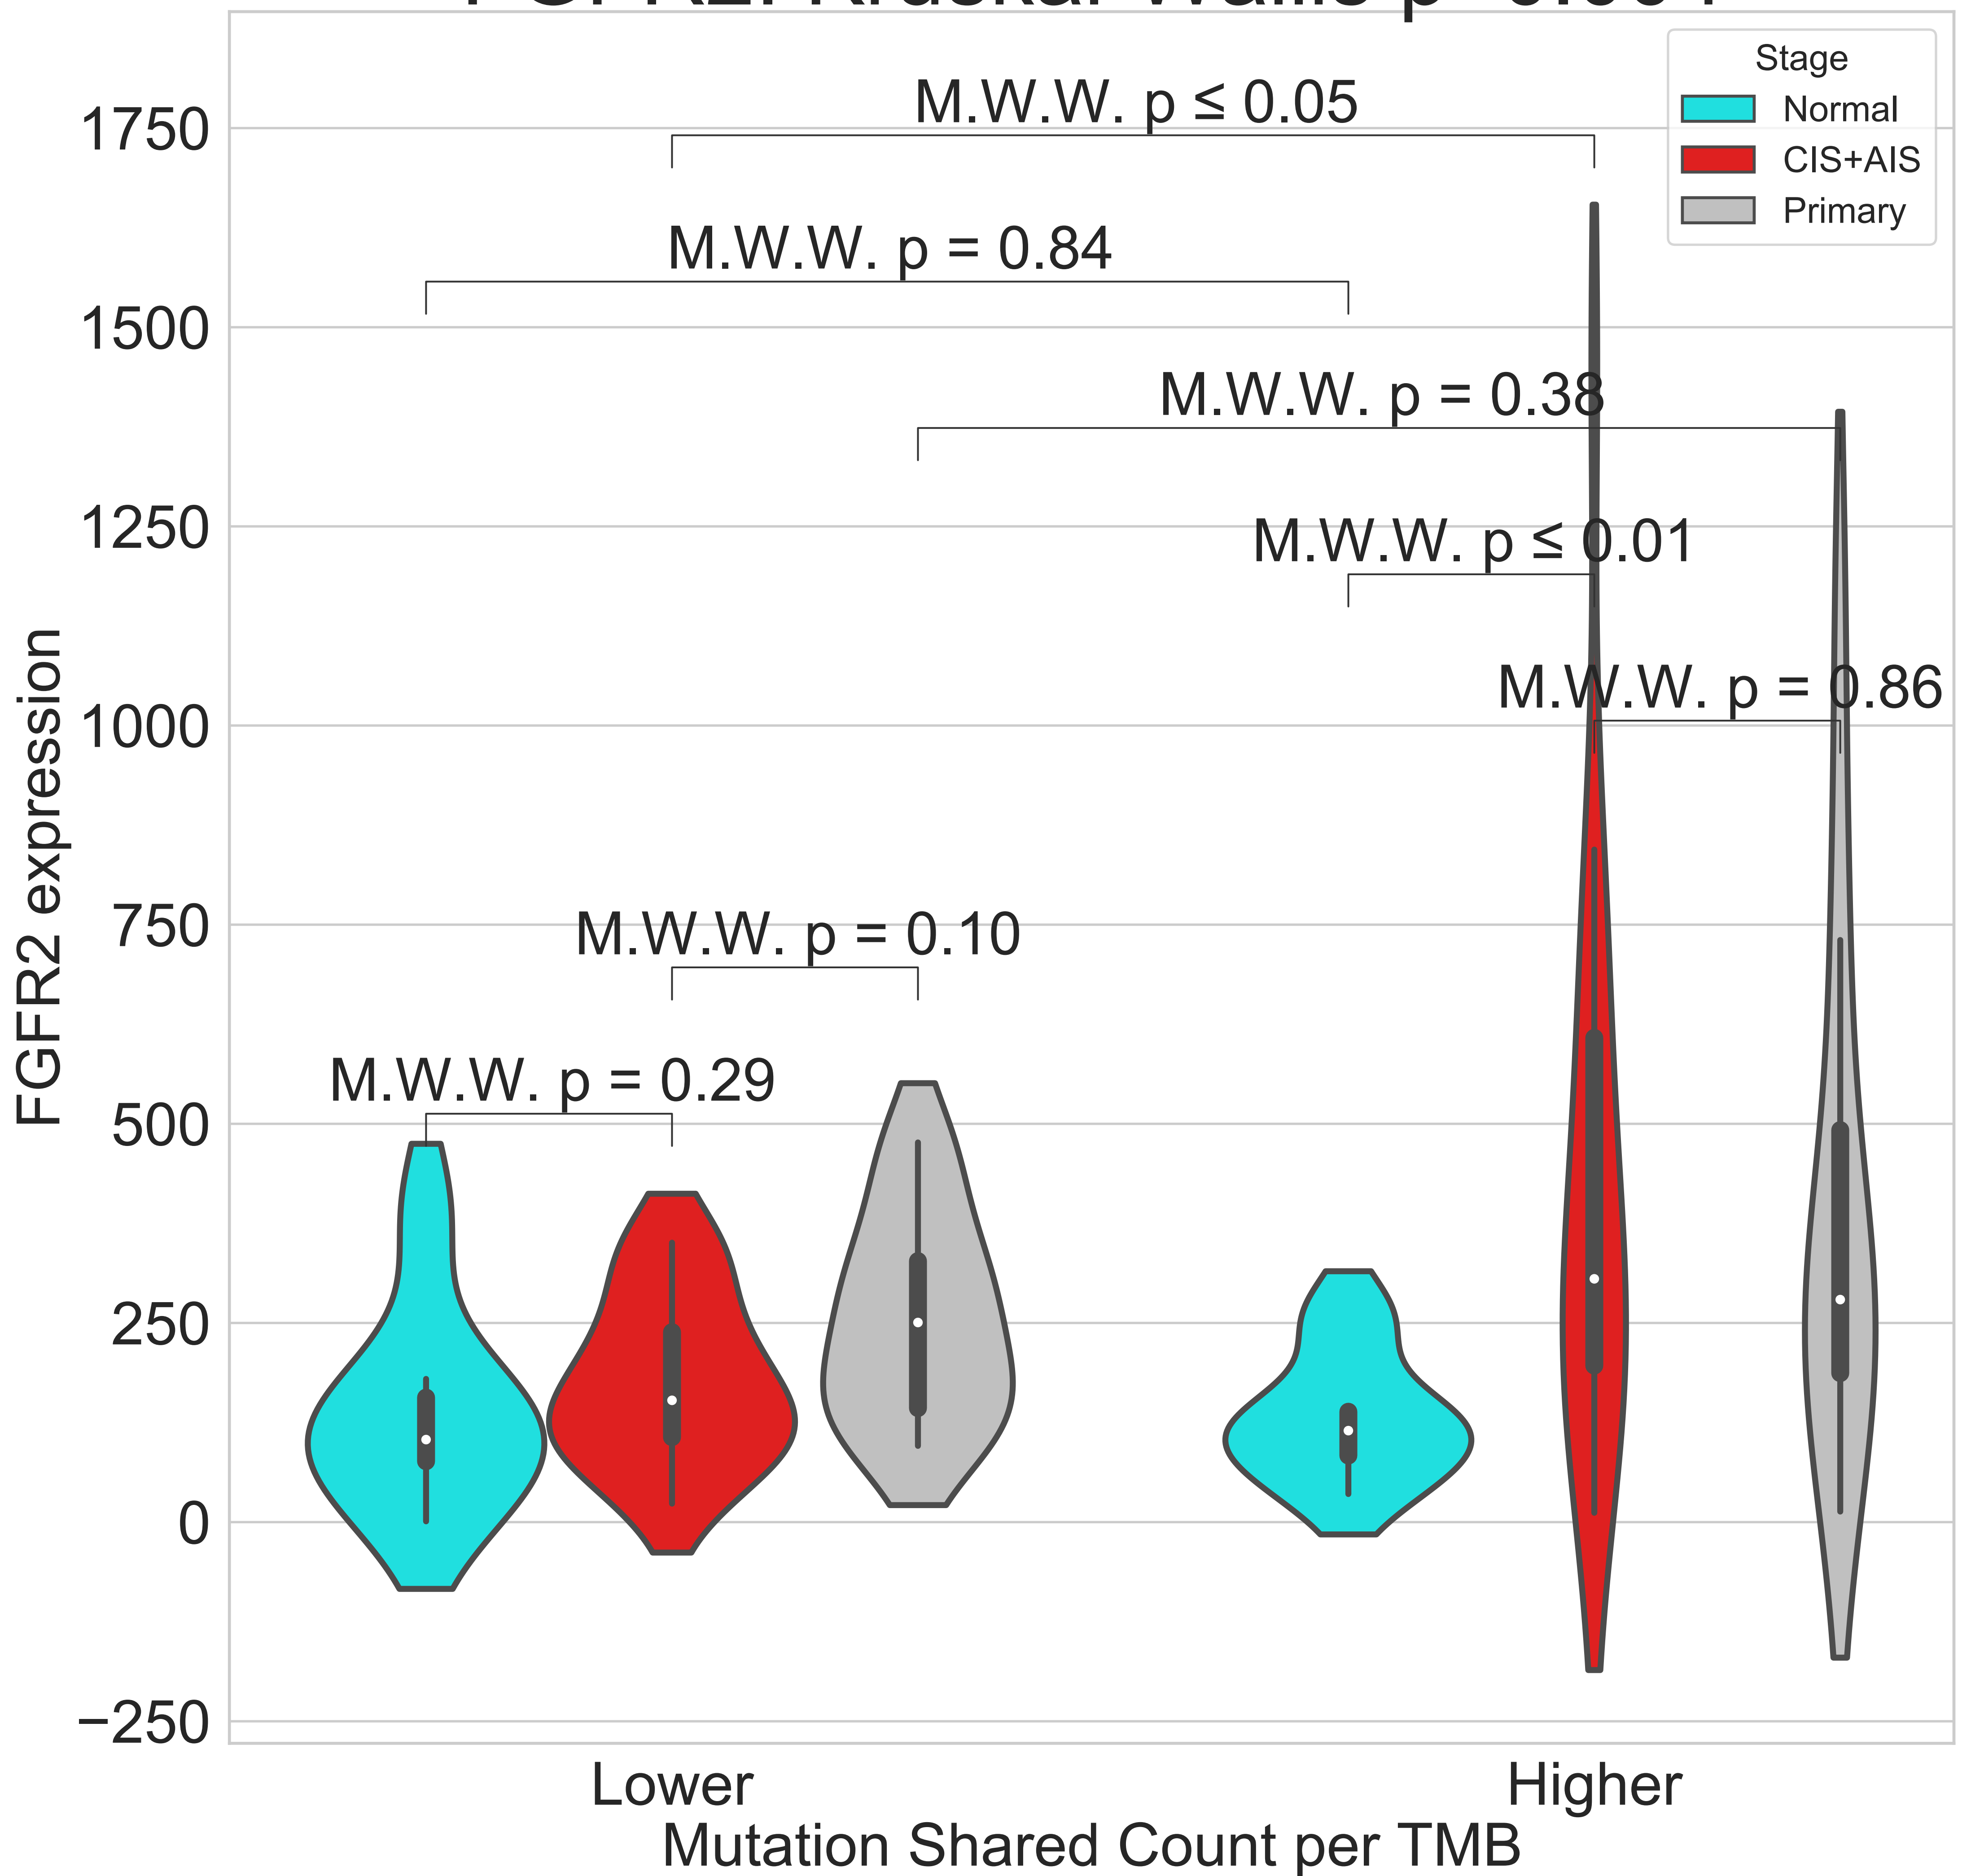 Stage
Normal
CIS+AIS
Primary
M.W.W. p ≤ 0.05
M.W.W. p = 0.84
M.W.W. p = 0.38
M.W.W. p ≤ 0.01
M.W.W. p = 0.86
M.W.W. p = 0.10
M.W.W. p = 0.29
1750
1500
1250
1000
750
500
250
0
−250
FGFR2 expression
Lower
Higher
Mutation Shared Count per TMB